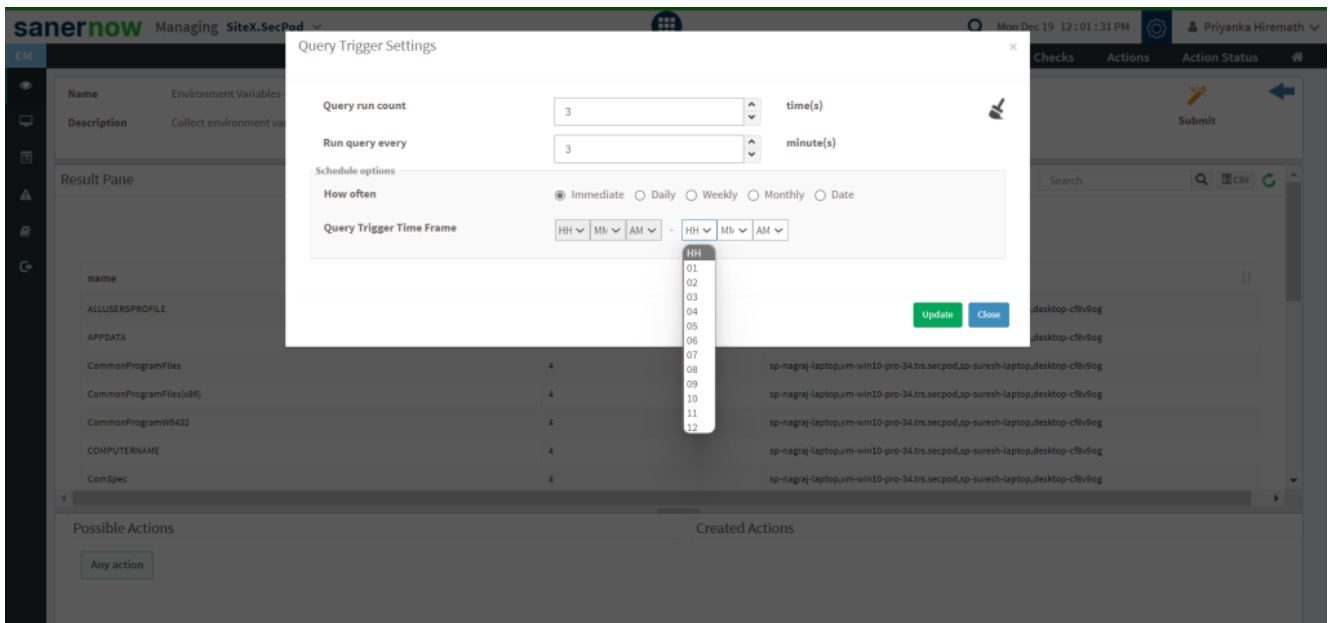 sanernow Managing SiteX.SecPod Mon Dec 19 12:01:31 PM Priyanka Hiremath
EM Checks Actions Action Status
Query Trigger Settings ×
Name Environment Variables
Description Collect environment
Submit
Query run count 3 time(s)
Run query every 3 minute(s)
Schedule options
How often Immediate Daily Weekly Monthly Date
Query Trigger Time Frame HH AM - HH AM
HH
01
02
03
04
05
06
07
08
09
10
11
12
Update Close
Result Pane Search CSV
name
ALLUSERSPROFILE ,desktop-cf8v9og
APPDATA ,desktop-cf8v9og
CommonProgramFiles 4 sp-nagraj-laptop,vm-win10-pro-34.trs.secpod,sp-suresh-laptop,desktop-cf8v9og
CommonProgramFiles(x86) 4 sp-nagraj-laptop,vm-win10-pro-34.trs.secpod,sp-suresh-laptop,desktop-cf8v9og
CommonProgramW6432 4 sp-nagraj-laptop,vm-win10-pro-34.trs.secpod,sp-suresh-laptop,desktop-cf8v9og
COMPUTERNAME 4 sp-nagraj-laptop,vm-win10-pro-34.trs.secpod,sp-suresh-laptop,desktop-cf8v9og
ComSpec 4 sp-nagraj-laptop,vm-win10-pro-34.trs.secpod,sp-suresh-laptop,desktop-cf8v9og
Possible Actions Created Actions
Any action